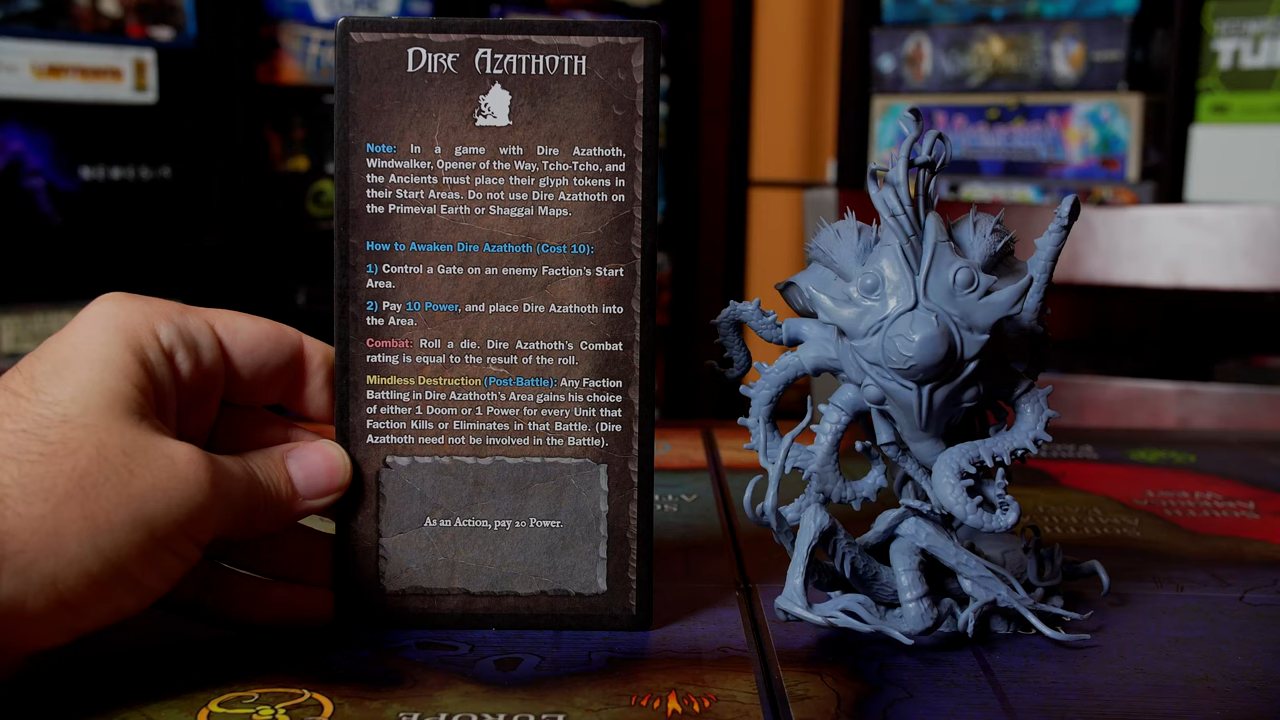 Dire Azathoth
Note: In a game with Dire Azathoth,
Windwalker, Opener of the Way, Tcho-Tcho, and
the Ancients must place their glyph tokens in
their Start Areas. Do not use Dire Azathoth on
the Primeval Earth or Shaggai Maps.
How to Awaken Dire Azathoth (Cost 10):
1) Control a Gate on an enemy Faction's Start
Area.
2) Pay 10 Power, and place Dire Azathoth into
the Area.
Combat: Roll a die. Dire Azathoth's Combat
rating is equal to the result of the roll.
Mindless Destruction (Post-Battle): Any Faction
Battling in Dire Azathoth's Area gains his choice
of either 1 Doom or 1 Power for every Unit that
Faction Kills or Eliminates in that Battle. (Dire
Azathoth need not be involved in the Battle).
As an Action, pay 20 Power.
SOUTH
AMERICA
WEST
EUROPE